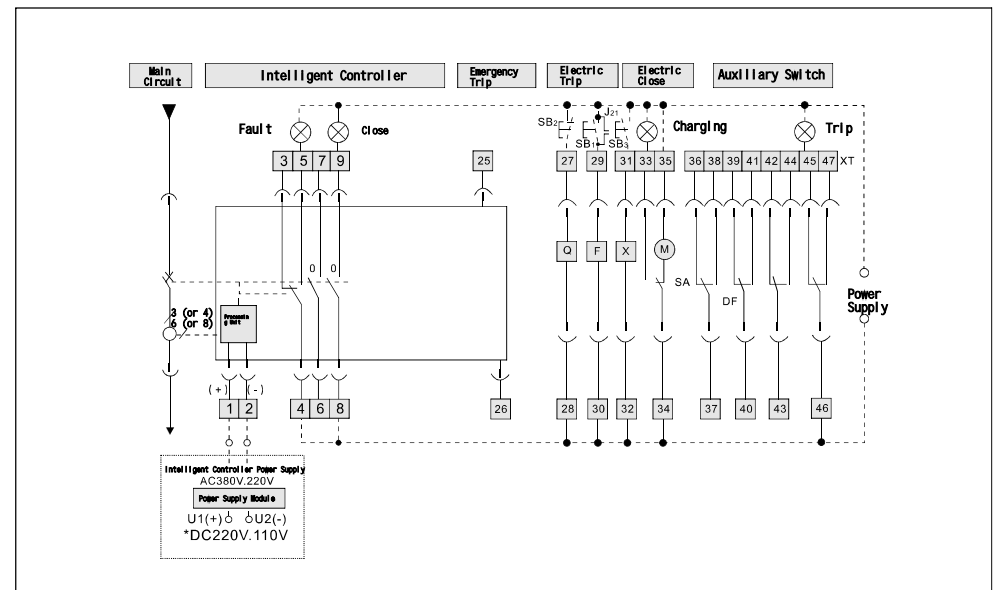 Main Circuit
Intelligent Controller
Emergency Trip
Electric Trip
Electric Close
Auxiliary Switch
Fault
Close
SB2
J21
SB1
SB3
Charging
Trip
3 5 7 9
25
27
29
31 33 35
36 38 39 41 42 44 45 47 XT
0 0
Q
F
X
M
SA
DF
3 (or 4)
6 (or 8)
Processing Unit
Power Supply
(+) (-)
1 2
4 6 8
26
28
30
32
34
37
40
43
46
Intelligent Controller Power Supply
AC380V.220V
Power Supply Module
U1(+) U2(-)
*DC220V.110V